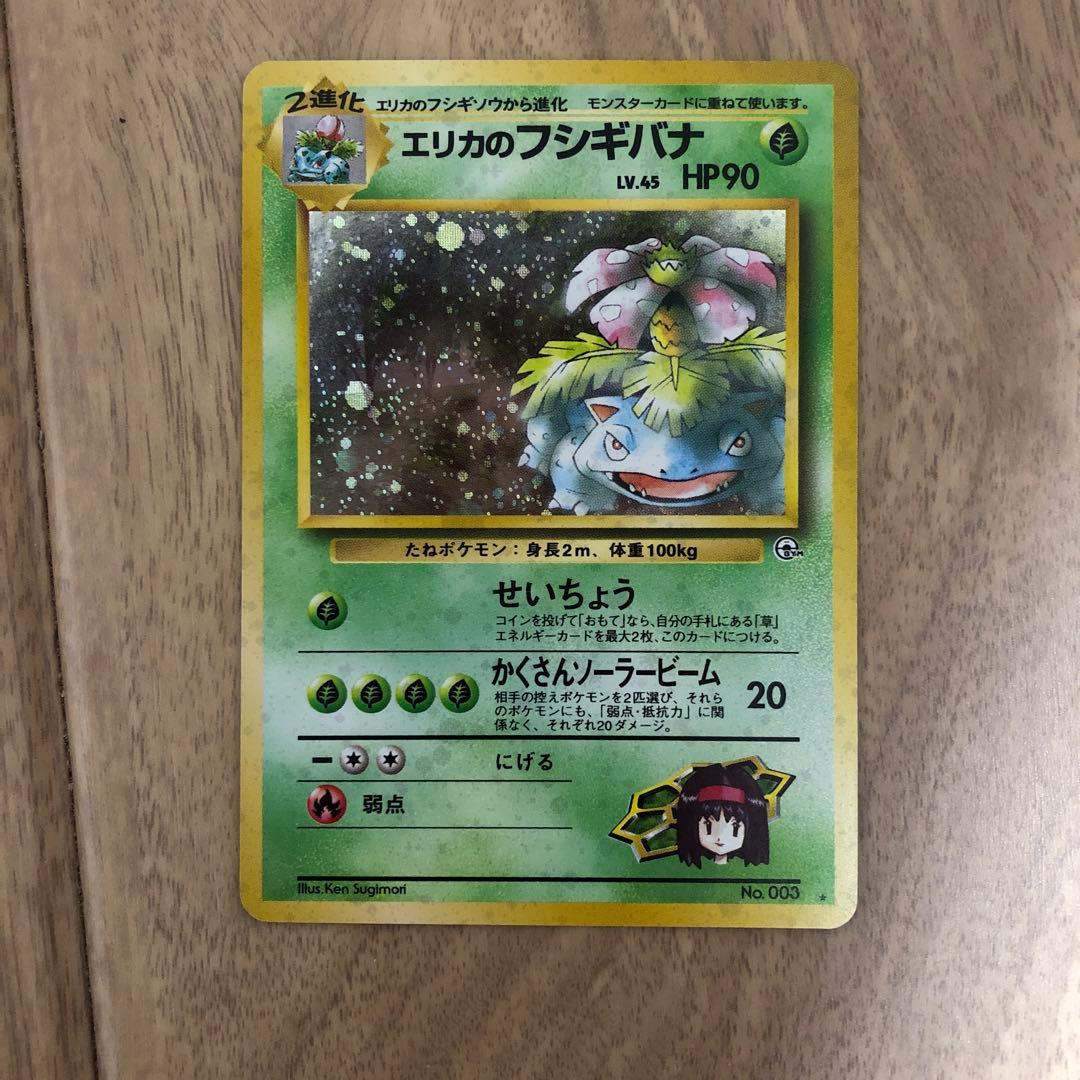 2進化 エリカのフシギソウから進化 モンスターカードに重ねて使います。
エリカのフシギバナ
LV.45 HP90
たねポケモン：身長2m、体重100kg
GYM
せいちょう
コインを投げて「おもて」なら、自分の手札にある「草」
エネルギーカードを最大2枚、このカードにつける。
かくさんソーラービーム
相手の控えポケモンを2匹選び、それら
のポケモンにも、「弱点・抵抗力」に関
係なく、それぞれ20ダメージ。
20
にげる
弱点
Illus.Ken Sugimori
No. 003